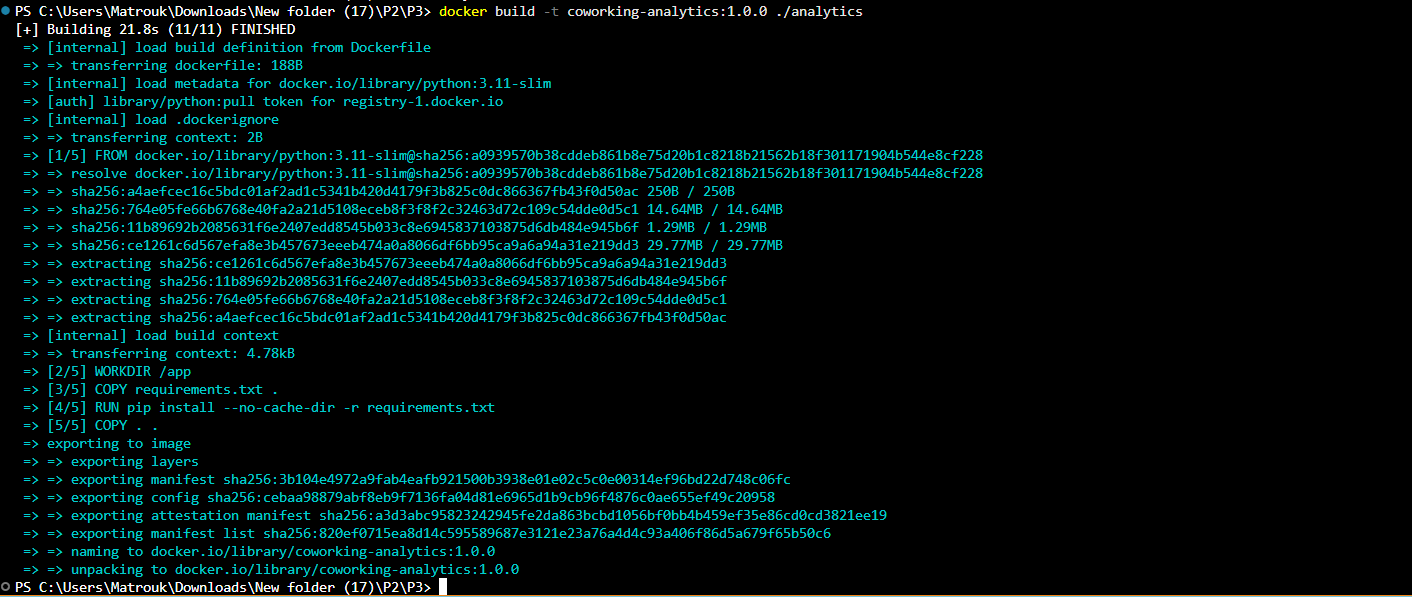 PS C:\Users\Matrouk\Downloads\New folder (17)\P2\P3> docker build -t coworking-analytics:1.0.0 ./analytics
[+] Building 21.8s (11/11) FINISHED
=> [internal] load build definition from Dockerfile
=> => transferring dockerfile: 188B
=> [internal] load metadata for docker.io/library/python:3.11-slim
=> [auth] library/python:pull token for registry-1.docker.io
=> [internal] load .dockerignore
=> => transferring context: 2B
=> [1/5] FROM docker.io/library/python:3.11-slim@sha256:a0939570b38cddeb861b8e75d20b1c8218b21562b18f301171904b544e8cf228
=> => resolve docker.io/library/python:3.11-slim@sha256:a0939570b38cddeb861b8e75d20b1c8218b21562b18f301171904b544e8cf228
=> => sha256:a4aefcec16c5bdc01af2ad1c5341b420d4179f3b825c0dc866367fb43f0d50ac 250B / 250B
=> => sha256:764e05fe66b6768e40fa2a21d5108eceb8f3f8f2c32463d72c109c54dde0d5c1 14.64MB / 14.64MB
=> => sha256:11b89692b2085631f6e2407edd8545b033c8e6945837103875d6db484e945b6f 1.29MB / 1.29MB
=> => sha256:ce1261c6d567efa8e3b457673eeeb474a0a8066df6bb95ca9a6a94a31e219dd3 29.77MB / 29.77MB
=> => extracting sha256:ce1261c6d567efa8e3b457673eeeb474a0a8066df6bb95ca9a6a94a31e219dd3
=> => extracting sha256:11b89692b2085631f6e2407edd8545b033c8e6945837103875d6db484e945b6f
=> => extracting sha256:764e05fe66b6768e40fa2a21d5108eceb8f3f8f2c32463d72c109c54dde0d5c1
=> => extracting sha256:a4aefcec16c5bdc01af2ad1c5341b420d4179f3b825c0dc866367fb43f0d50ac
=> [internal] load build context
=> => transferring context: 4.78kB
=> [2/5] WORKDIR /app
=> [3/5] COPY requirements.txt .
=> [4/5] RUN pip install --no-cache-dir -r requirements.txt
=> [5/5] COPY . .
=> exporting to image
=> => exporting layers
=> => exporting manifest sha256:3b104e4972a9fab4eafb921500b3938e01e02c5c0e00314ef96bd22d748c06fc
=> => exporting config sha256:cebaa98879abf8eb9f7136fa04d81e6965d1b9cb96f4876c0ae655ef49c20958
=> => exporting attestation manifest sha256:a3d3abc95823242945fe2da863bcbd1056bf0bb4b459ef35e86cd0cd3821ee19
=> => exporting manifest list sha256:820ef0715ea8d14c595589687e3121e23a76a4d4c93a406f86d5a679f65b50c6
=> => naming to docker.io/library/coworking-analytics:1.0.0
=> => unpacking to docker.io/library/coworking-analytics:1.0.0
PS C:\Users\Matrouk\Downloads\New folder (17)\P2\P3>